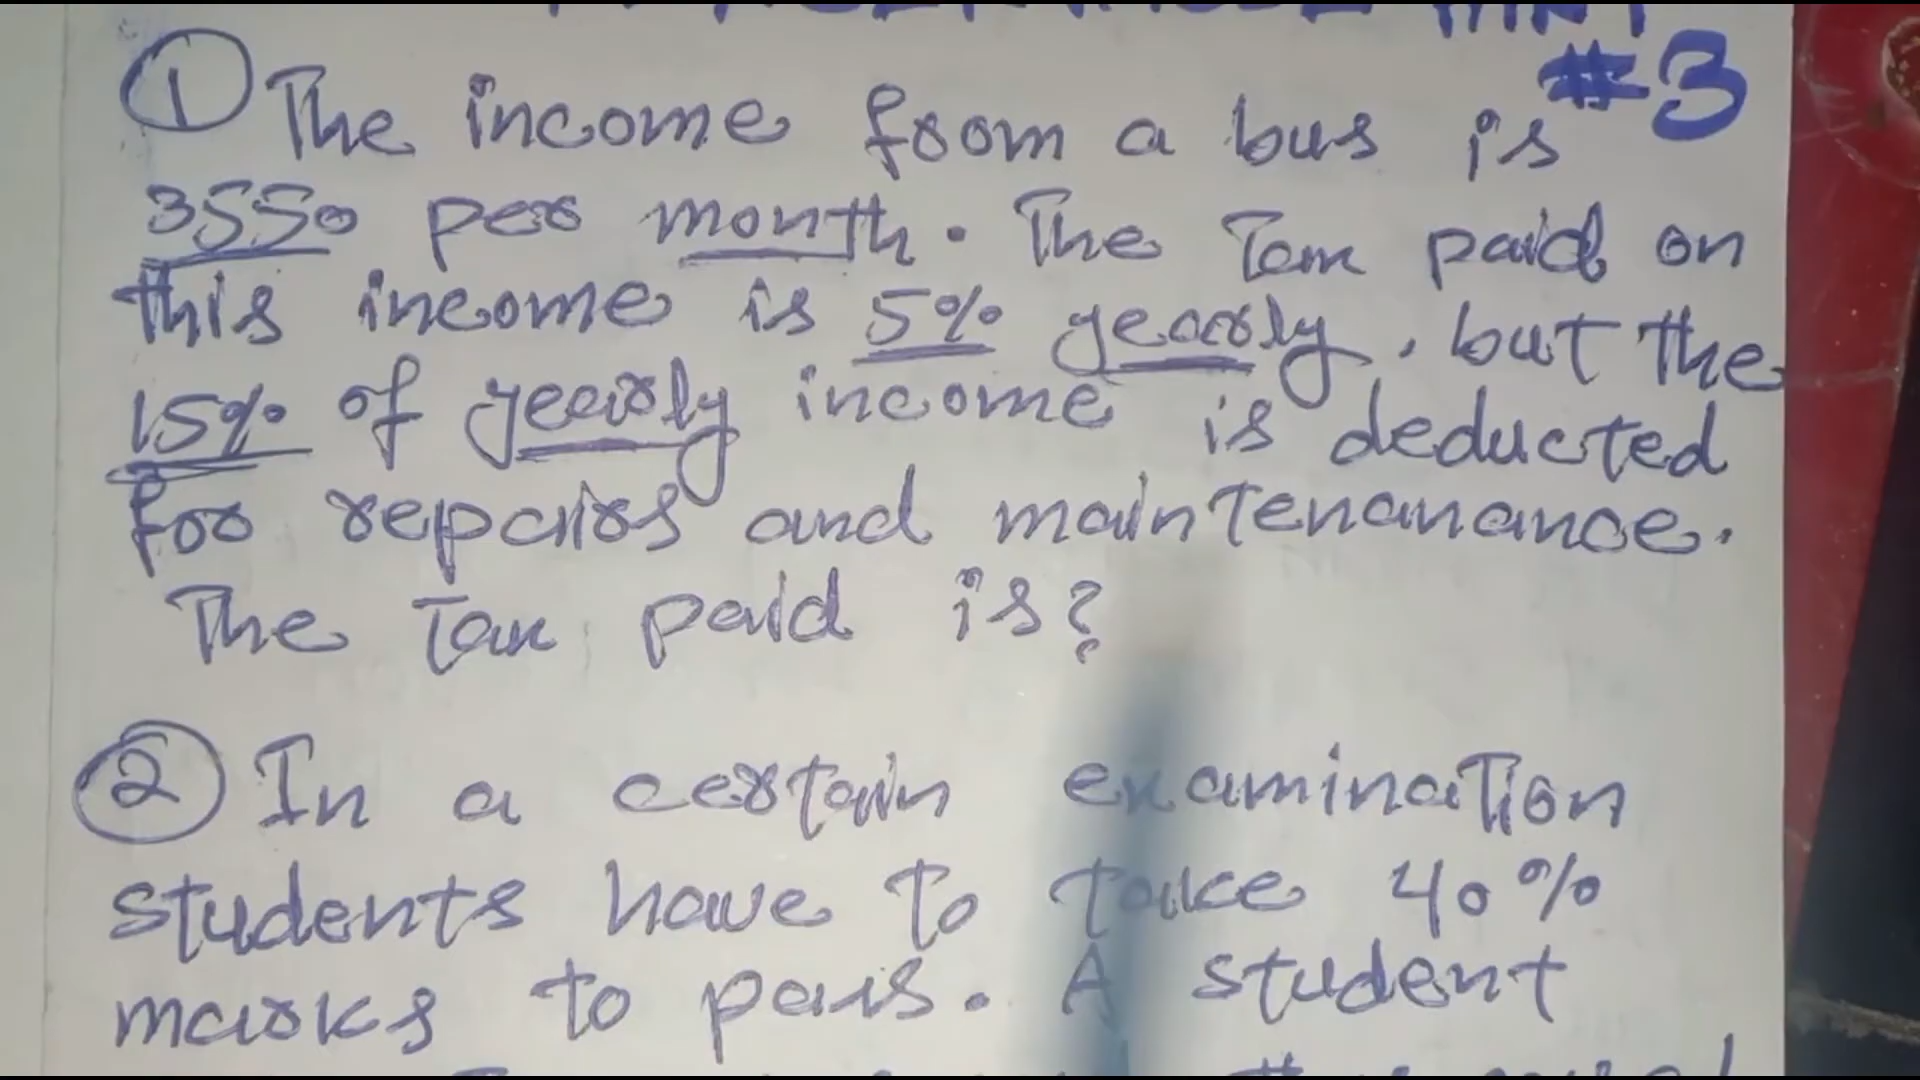 #3
① The income from a bus is
3550 per month. The Tax paid on
this income is 5% yearly, but the
15% of yearly income is deducted
for repairs and maintenanance.
The Tax paid is?
② In a certain examination
students have to take 40%
marks to pass. A student